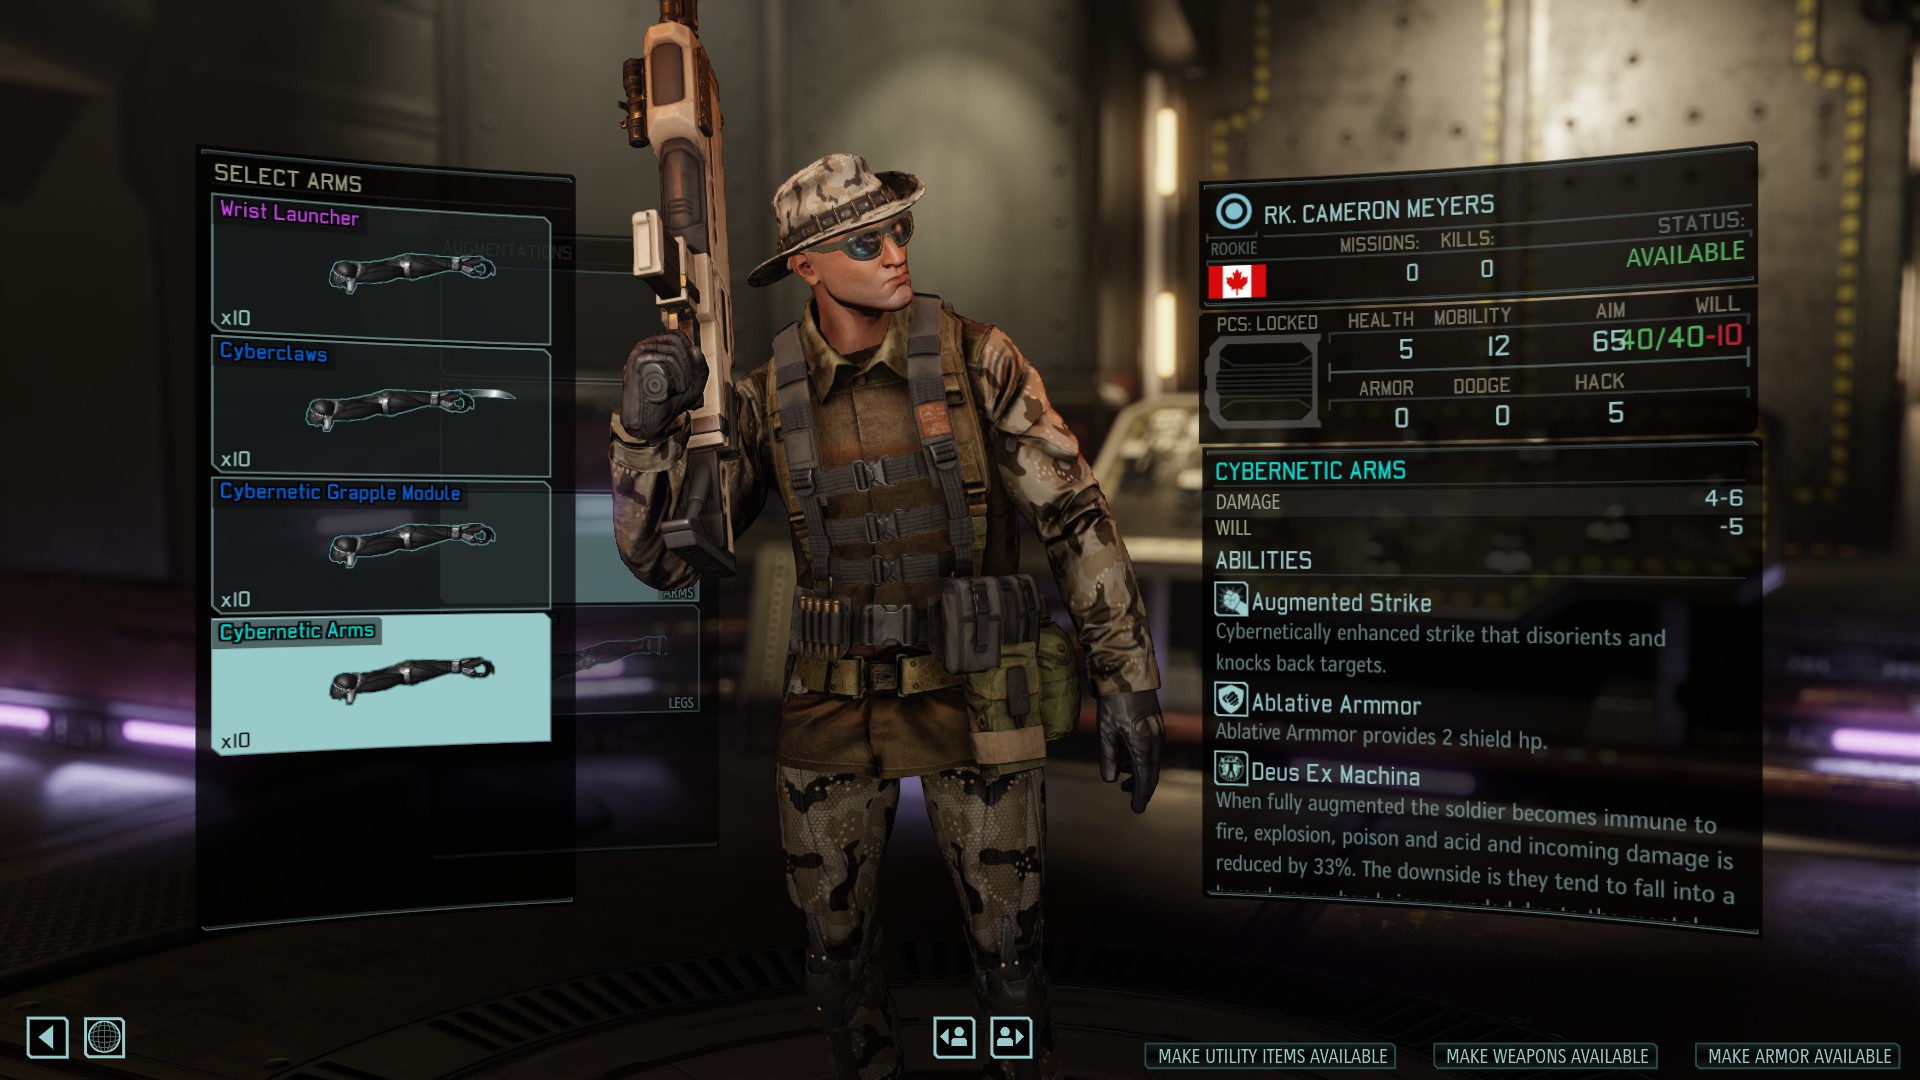 SELECT ARMS
Wrist Launcher
x10
Cyberclaws
x10
Cybernetic Grapple Module
x10
Cybernetic Arms
x10
AUGMENTATIONS
ARMS
LEGS
RK. CAMERON MEYERS
ROOKIE
MISSIONS:
0
KILLS:
0
STATUS:
AVAILABLE
PCS: LOCKED
HEALTH
5
MOBILITY
12
AIM
65
WILL
40/40-10
ARMOR
0
DODGE
0
HACK
5
CYBERNETIC ARMS
DAMAGE 4-6
WILL -5
ABILITIES
Augmented Strike
Cybernetically enhanced strike that disorients and
knocks back targets.
Ablative Armmor
Ablative Armmor provides 2 shield hp.
Deus Ex Machina
When fully augmented the soldier becomes immune to
fire, explosion, poison and acid and incoming damage is
reduced by 33%. The downside is they tend to fall into a
MAKE UTILITY ITEMS AVAILABLE
MAKE WEAPONS AVAILABLE
MAKE ARMOR AVAILABLE